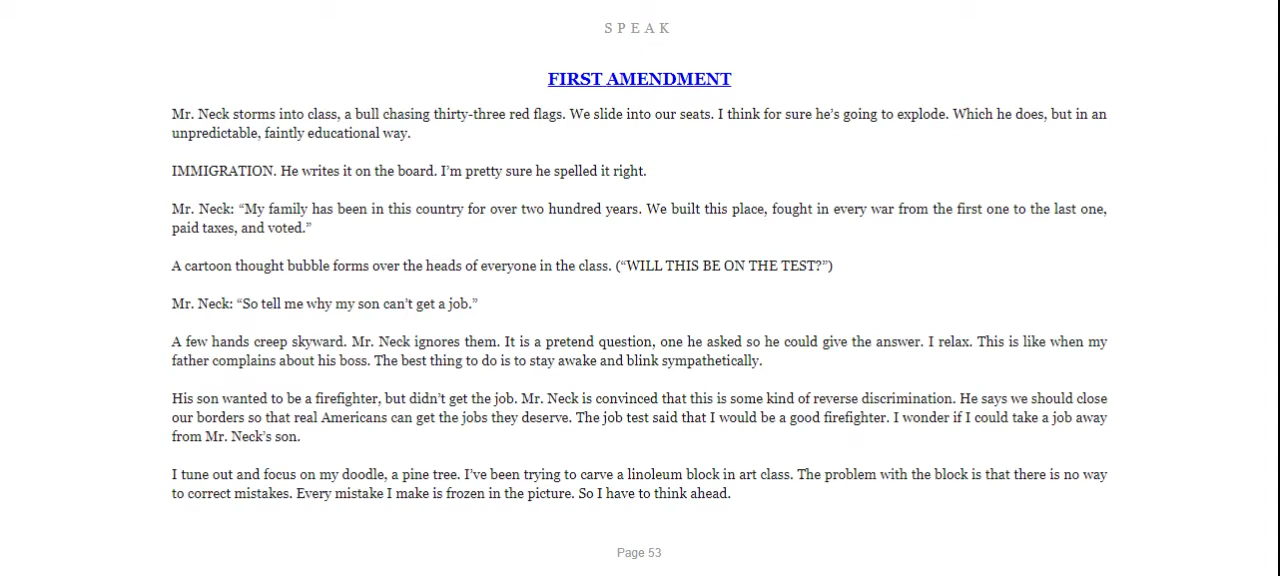 SPEAK
FIRST AMENDMENT
Mr. Neck storms into class, a bull chasing thirty-three red flags. We slide into our seats. I think for sure he’s going to explode. Which he does, but in an
unpredictable, faintly educational way.
IMMIGRATION. He writes it on the board. I’m pretty sure he spelled it right.
Mr. Neck: “My family has been in this country for over two hundred years. We built this place, fought in every war from the first one to the last one,
paid taxes, and voted.”
A cartoon thought bubble forms over the heads of everyone in the class. (“WILL THIS BE ON THE TEST?”)
Mr. Neck: “So tell me why my son can’t get a job.”
A few hands creep skyward. Mr. Neck ignores them. It is a pretend question, one he asked so he could give the answer. I relax. This is like when my
father complains about his boss. The best thing to do is to stay awake and blink sympathetically.
His son wanted to be a firefighter, but didn’t get the job. Mr. Neck is convinced that this is some kind of reverse discrimination. He says we should close
our borders so that real Americans can get the jobs they deserve. The job test said that I would be a good firefighter. I wonder if I could take a job away
from Mr. Neck’s son.
I tune out and focus on my doodle, a pine tree. I’ve been trying to carve a linoleum block in art class. The problem with the block is that there is no way
to correct mistakes. Every mistake I make is frozen in the picture. So I have to think ahead.
Page 53